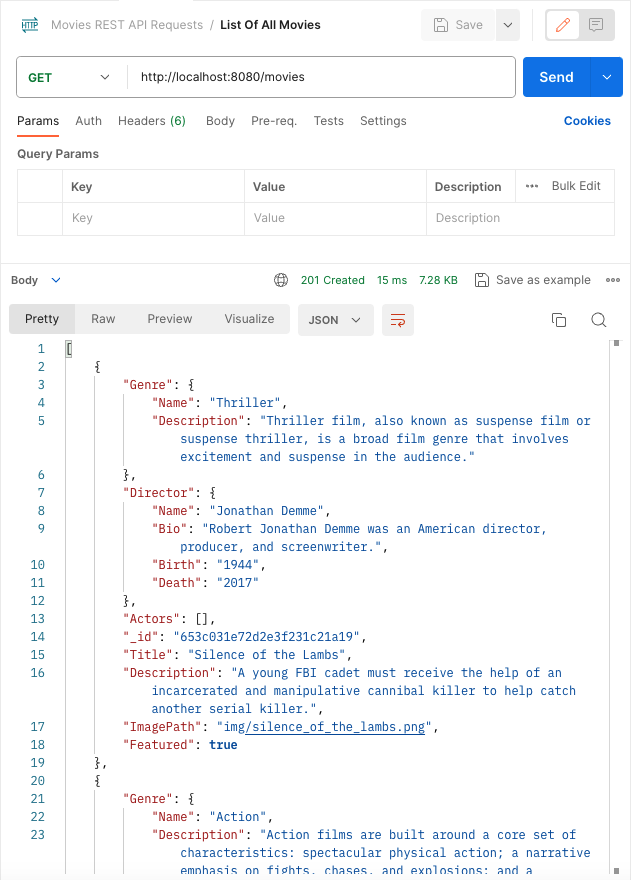 HTTP Movies REST API Requests / List Of All Movies Save
GET http://localhost:8080/movies Send
Params Auth Headers (6) Body Pre-req. Tests Settings Cookies
Query Params
Key Value Description ••• Bulk Edit
Key Value Description
Body 201 Created 15 ms 7.28 KB Save as example •••
Pretty Raw Preview Visualize JSON
1 [
2 {
3 "Genre": {
4 "Name": "Thriller",
5 "Description": "Thriller film, also known as suspense film or
suspense thriller, is a broad film genre that involves
excitement and suspense in the audience."
6 },
7 "Director": {
8 "Name": "Jonathan Demme",
9 "Bio": "Robert Jonathan Demme was an American director,
producer, and screenwriter.",
10 "Birth": "1944",
11 "Death": "2017"
12 },
13 "Actors": [],
14 "_id": "653c031e72d2e3f231c21a19",
15 "Title": "Silence of the Lambs",
16 "Description": "A young FBI cadet must receive the help of an
incarcerated and manipulative cannibal killer to help catch
another serial killer.",
17 "ImagePath": "img/silence_of_the_lambs.png",
18 "Featured": true
19 },
20 {
21 "Genre": {
22 "Name": "Action",
23 "Description": "Action films are built around a core set of
characteristics: spectacular physical action; a narrative
emphasis on fights, chases, and explosions; and a